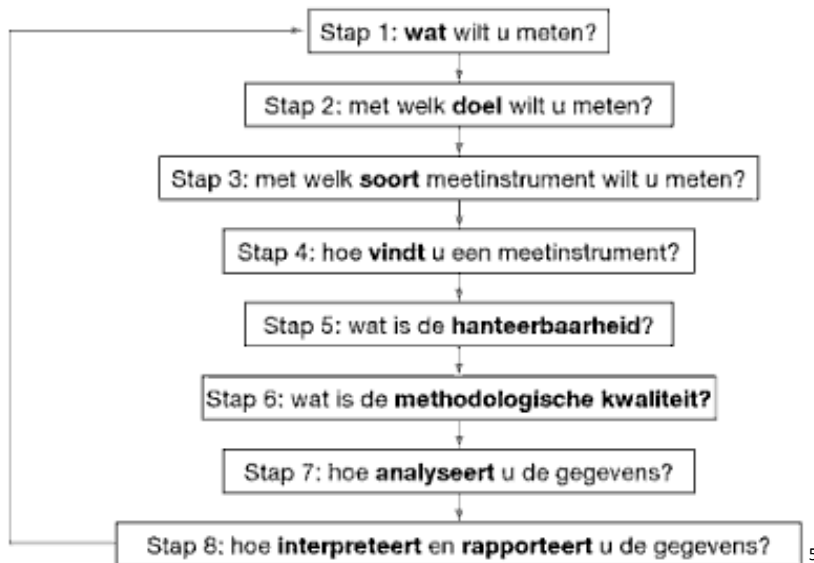 Stap 1: wat wilt u meten?
Stap 2: met welk doel wilt u meten?
Stap 3: met welk soort meetinstrument wilt u meten?
Stap 4: hoe vindt u een meetinstrument?
Stap 5: wat is de hanteerbaarheid?
Stap 6: wat is de methodologische kwaliteit?
Stap 7: hoe analyseert u de gegevens?
Stap 8: hoe interpreteert en rapporteert u de gegevens?
5